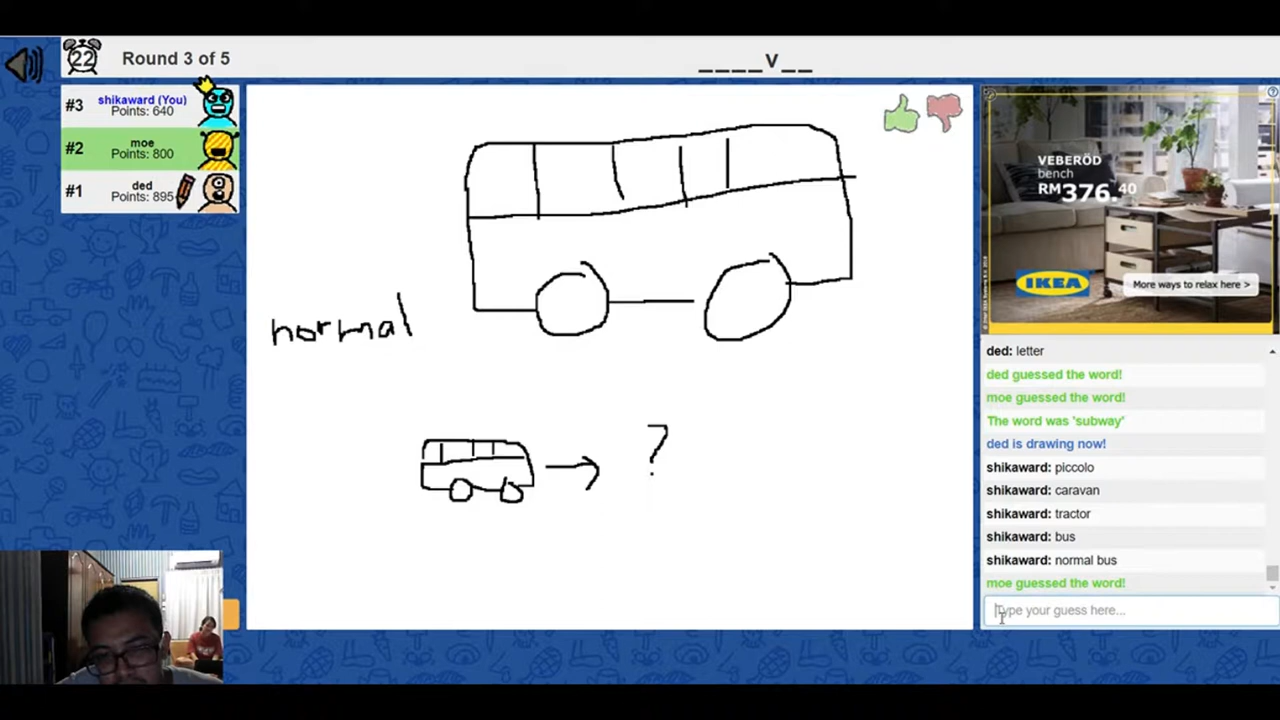 22
Round 3 of 5
____v__
#3 shikaward (You)
Points: 640
#2 moe
Points: 800
#1 ded
Points: 895
normal
?
VEBERÖD
bench
RM376.40
IKEA
More ways to relax here >
ded: letter
ded guessed the word!
moe guessed the word!
The word was 'subway'
ded is drawing now!
shikaward: piccolo
shikaward: caravan
shikaward: tractor
shikaward: bus
shikaward: normal bus
moe guessed the word!
Type your guess here...